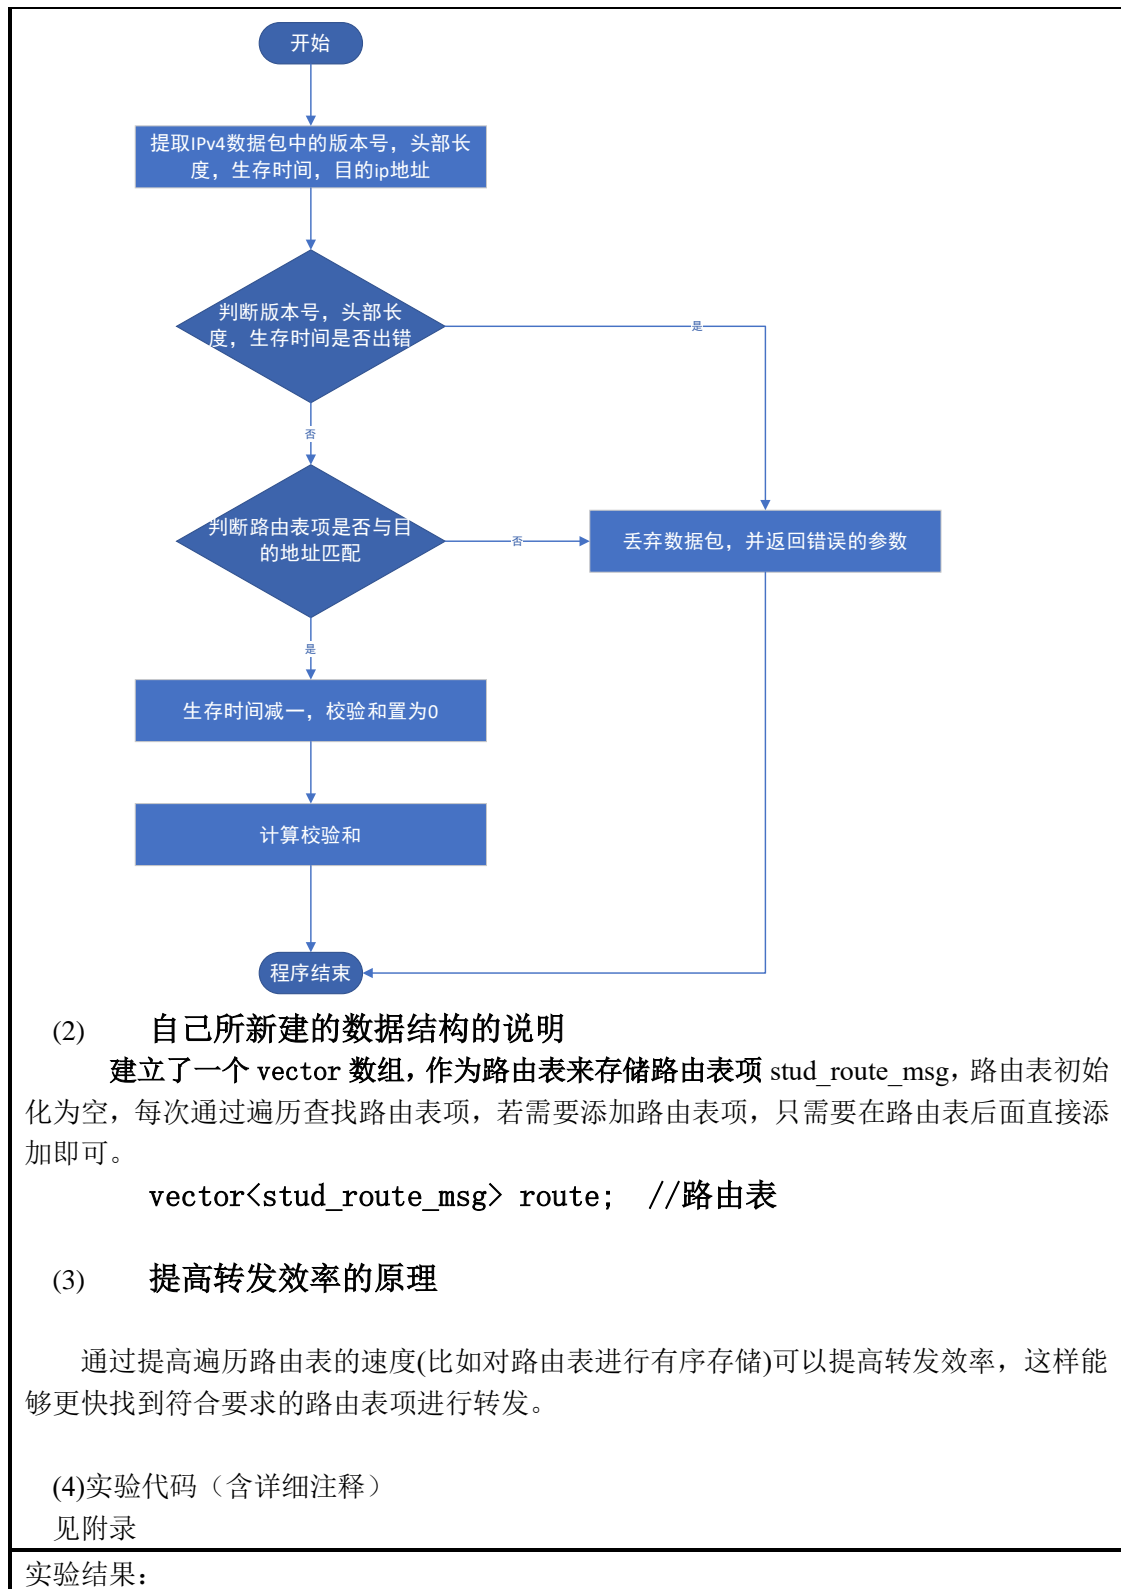 开始
提取IPv4数据包中的版本号，头部长
度，生存时间，目的ip地址
判断版本号，头部长
度，生存时间是否出错
是
否
判断路由表项是否与目
的地址匹配
否
丢弃数据包，并返回错误的参数
是
生存时间减一，校验和置为0
计算校验和
程序结束
(2) 自己所新建的数据结构的说明
建立了一个 vector 数组，作为路由表来存储路由表项 stud_route_msg，路由表初始
化为空，每次通过遍历查找路由表项，若需要添加路由表项，只需要在路由表后面直接添
加即可。
vector<stud_route_msg> route; //路由表
(3) 提高转发效率的原理
通过提高遍历路由表的速度(比如对路由表进行有序存储)可以提高转发效率，这样能
够更快找到符合要求的路由表项进行转发。
(4)实验代码（含详细注释）
见附录
实验结果：